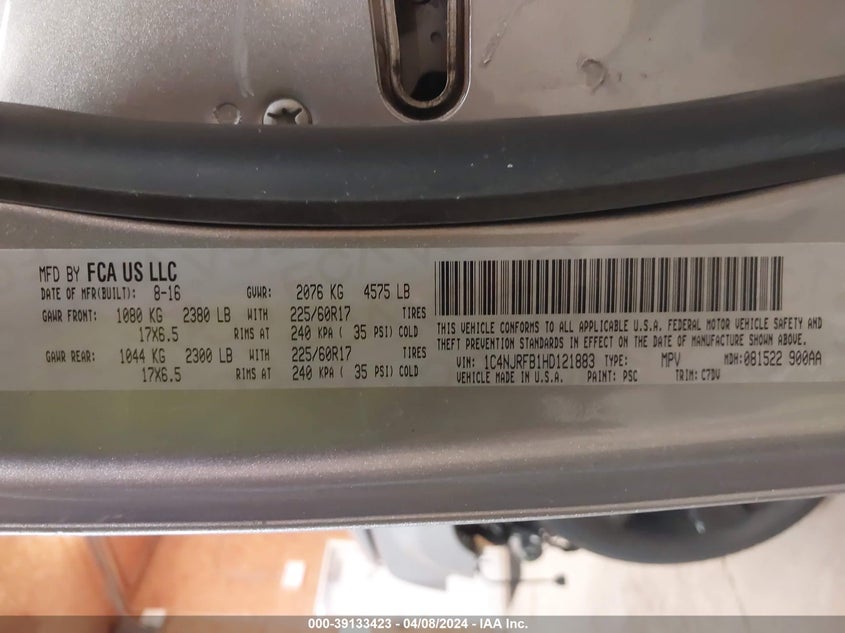 MFD BY FCA US LLC
DATE OF MFR(BUILT): 8-16 GVWR: 2076 KG 4575 LB
GAWR FRONT: 1080 KG 2380 LB WITH 225/60R17 TIRES
17X6.5 RIMS AT 240 KPA ( 35 PSI) COLD
GAWR REAR: 1044 KG 2300 LB WITH 225/60R17 TIRES
17X6.5 RIMS AT 240 KPA ( 35 PSI) COLD
THIS VEHICLE CONFORMS TO ALL APPLICABLE U.S.A. FEDERAL MOTOR VEHICLE SAFETY AND
THEFT PREVENTION STANDARDS IN EFFECT ON THE DATE OF MANUFACTURE SHOWN ABOVE.
VIN: 1C4NJRFB1HD121883 TYPE: MPV MDH: 081522 900AA
VEHICLE MADE IN U.S.A. PAINT: PSC TRIM: C7DV
000-39133423 - 04/08/2024 - IAA Inc.